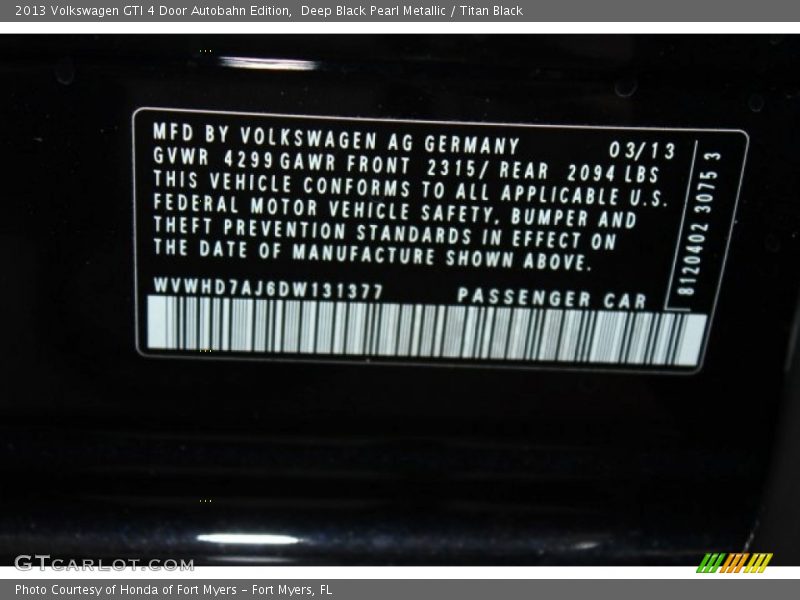 2013 Volkswagen GTI 4 Door Autobahn Edition,  Deep Black Pearl Metallic / Titan Black
MFD BY VOLKSWAGEN AG GERMANY 03/13
GVWR 4299 GAWR FRONT 2315/ REAR 2094 LBS
THIS VEHICLE CONFORMS TO ALL APPLICABLE U.S.
FEDERAL MOTOR VEHICLE SAFETY, BUMPER AND
THEFT PREVENTION STANDARDS IN EFFECT ON
THE DATE OF MANUFACTURE SHOWN ABOVE.
WVWHD7AJ6DW131377 PASSENGER CAR
8120402 3075 3
GTCARLOT.COM
Photo Courtesy of Honda of Fort Myers – Fort Myers, FL